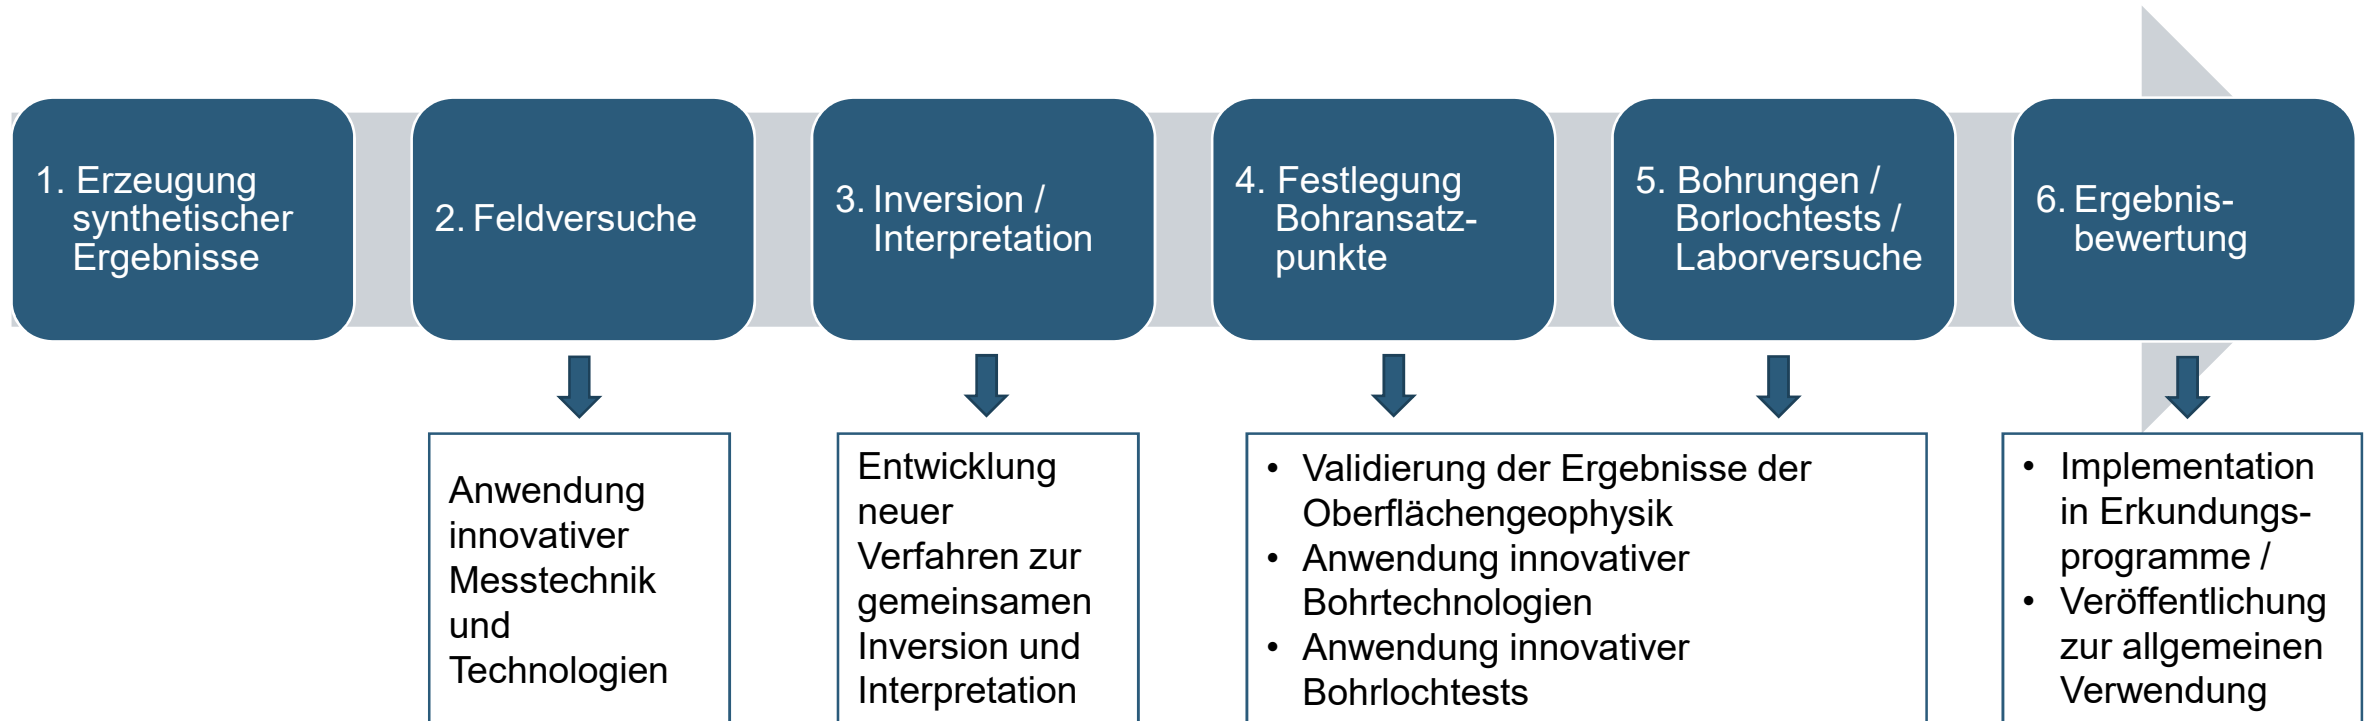 1. Erzeugung
synthetischer
Ergebnisse
2. Feldversuche
3. Inversion /
Interpretation
4. Festlegung
Bohransatz-
punkte
5. Bohrungen /
Borlochtests /
Laborversuche
6. Ergebnis-
bewertung
Anwendung
innovativer
Messtechnik
und
Technologien
Entwicklung
neuer
Verfahren zur
gemeinsamen
Inversion und
Interpretation
• Validierung der Ergebnisse der
Oberflächengeophysik
• Anwendung innovativer
Bohrtechnologien
• Anwendung innovativer
Bohrlochtests
• Implementation
in Erkundungs-
programme /
• Veröffentlichung
zur allgemeinen
Verwendung